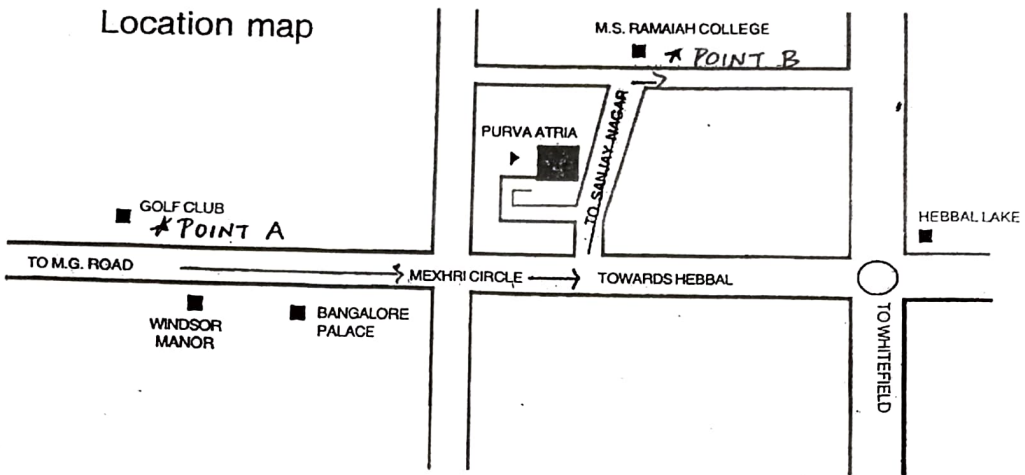 Location map
M.S. RAMAIAH COLLEGE
POINT B
PURVA ATRIA
TO SANJAY NAGAR
GOLF CLUB
POINT A
HEBBAL LAKE
TO M.G. ROAD
MEXHRI CIRCLE
TOWARDS HEBBAL
WINDSOR
MANOR
BANGALORE
PALACE
TO WHITEFIELD